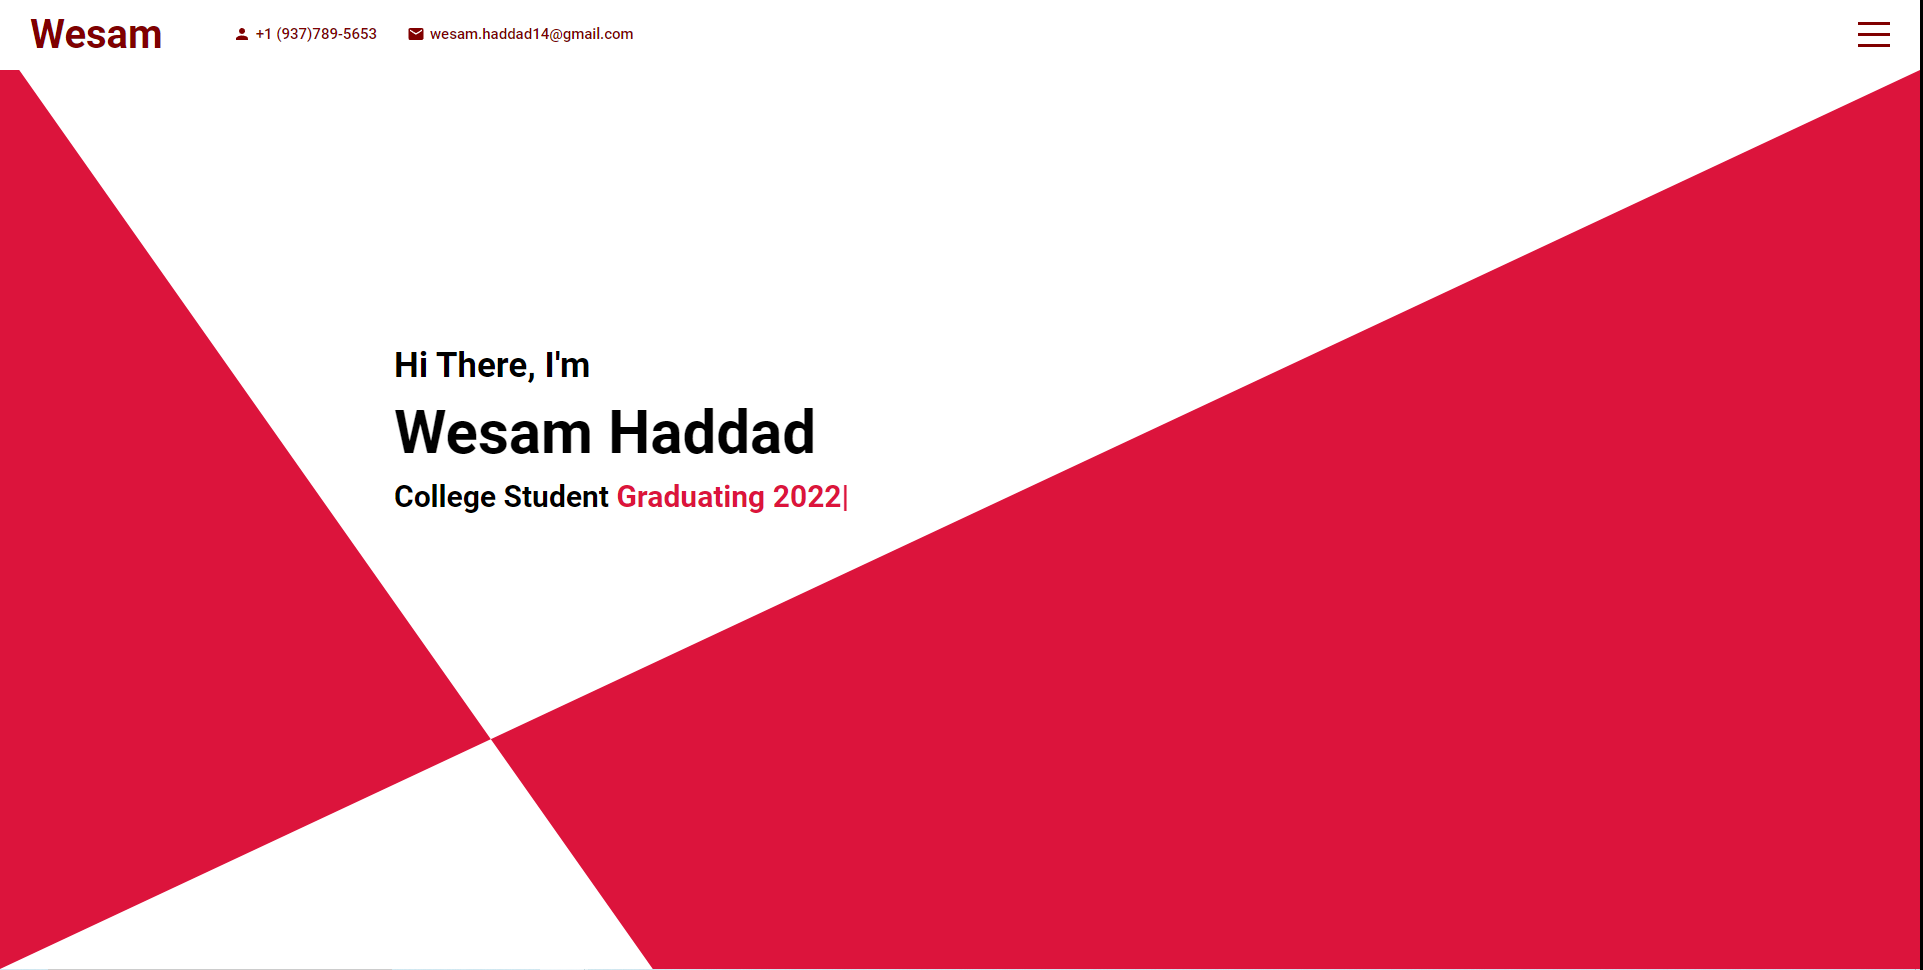 Wesam
+1 (937)789-5653
wesam.haddad14@gmail.com
Hi There, I'm
Wesam Haddad
College Student Graduating 2022|